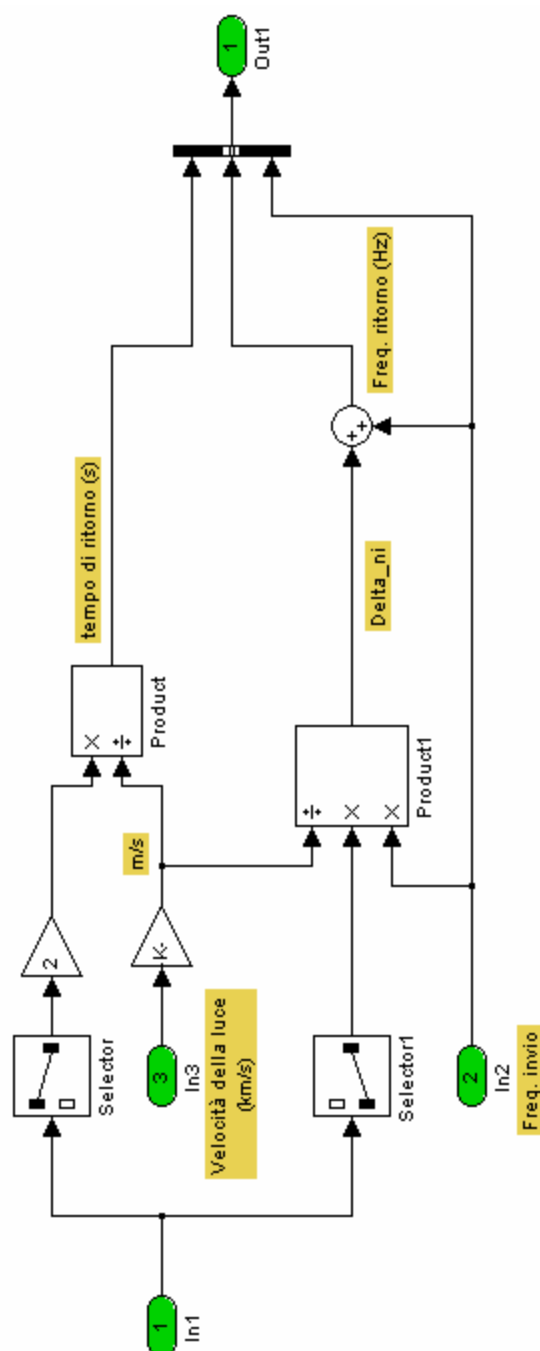 1
In1
Selector
2
3
In3
Velocità della luce
(km/s)
K-
m/s
×
÷
Product
tempo di ritorno (s)
Selector1
÷
×
×
Product1
Delta_ni
+
+
Freq. ritorno (Hz)
2
In2
Freq. invio
1
Out1